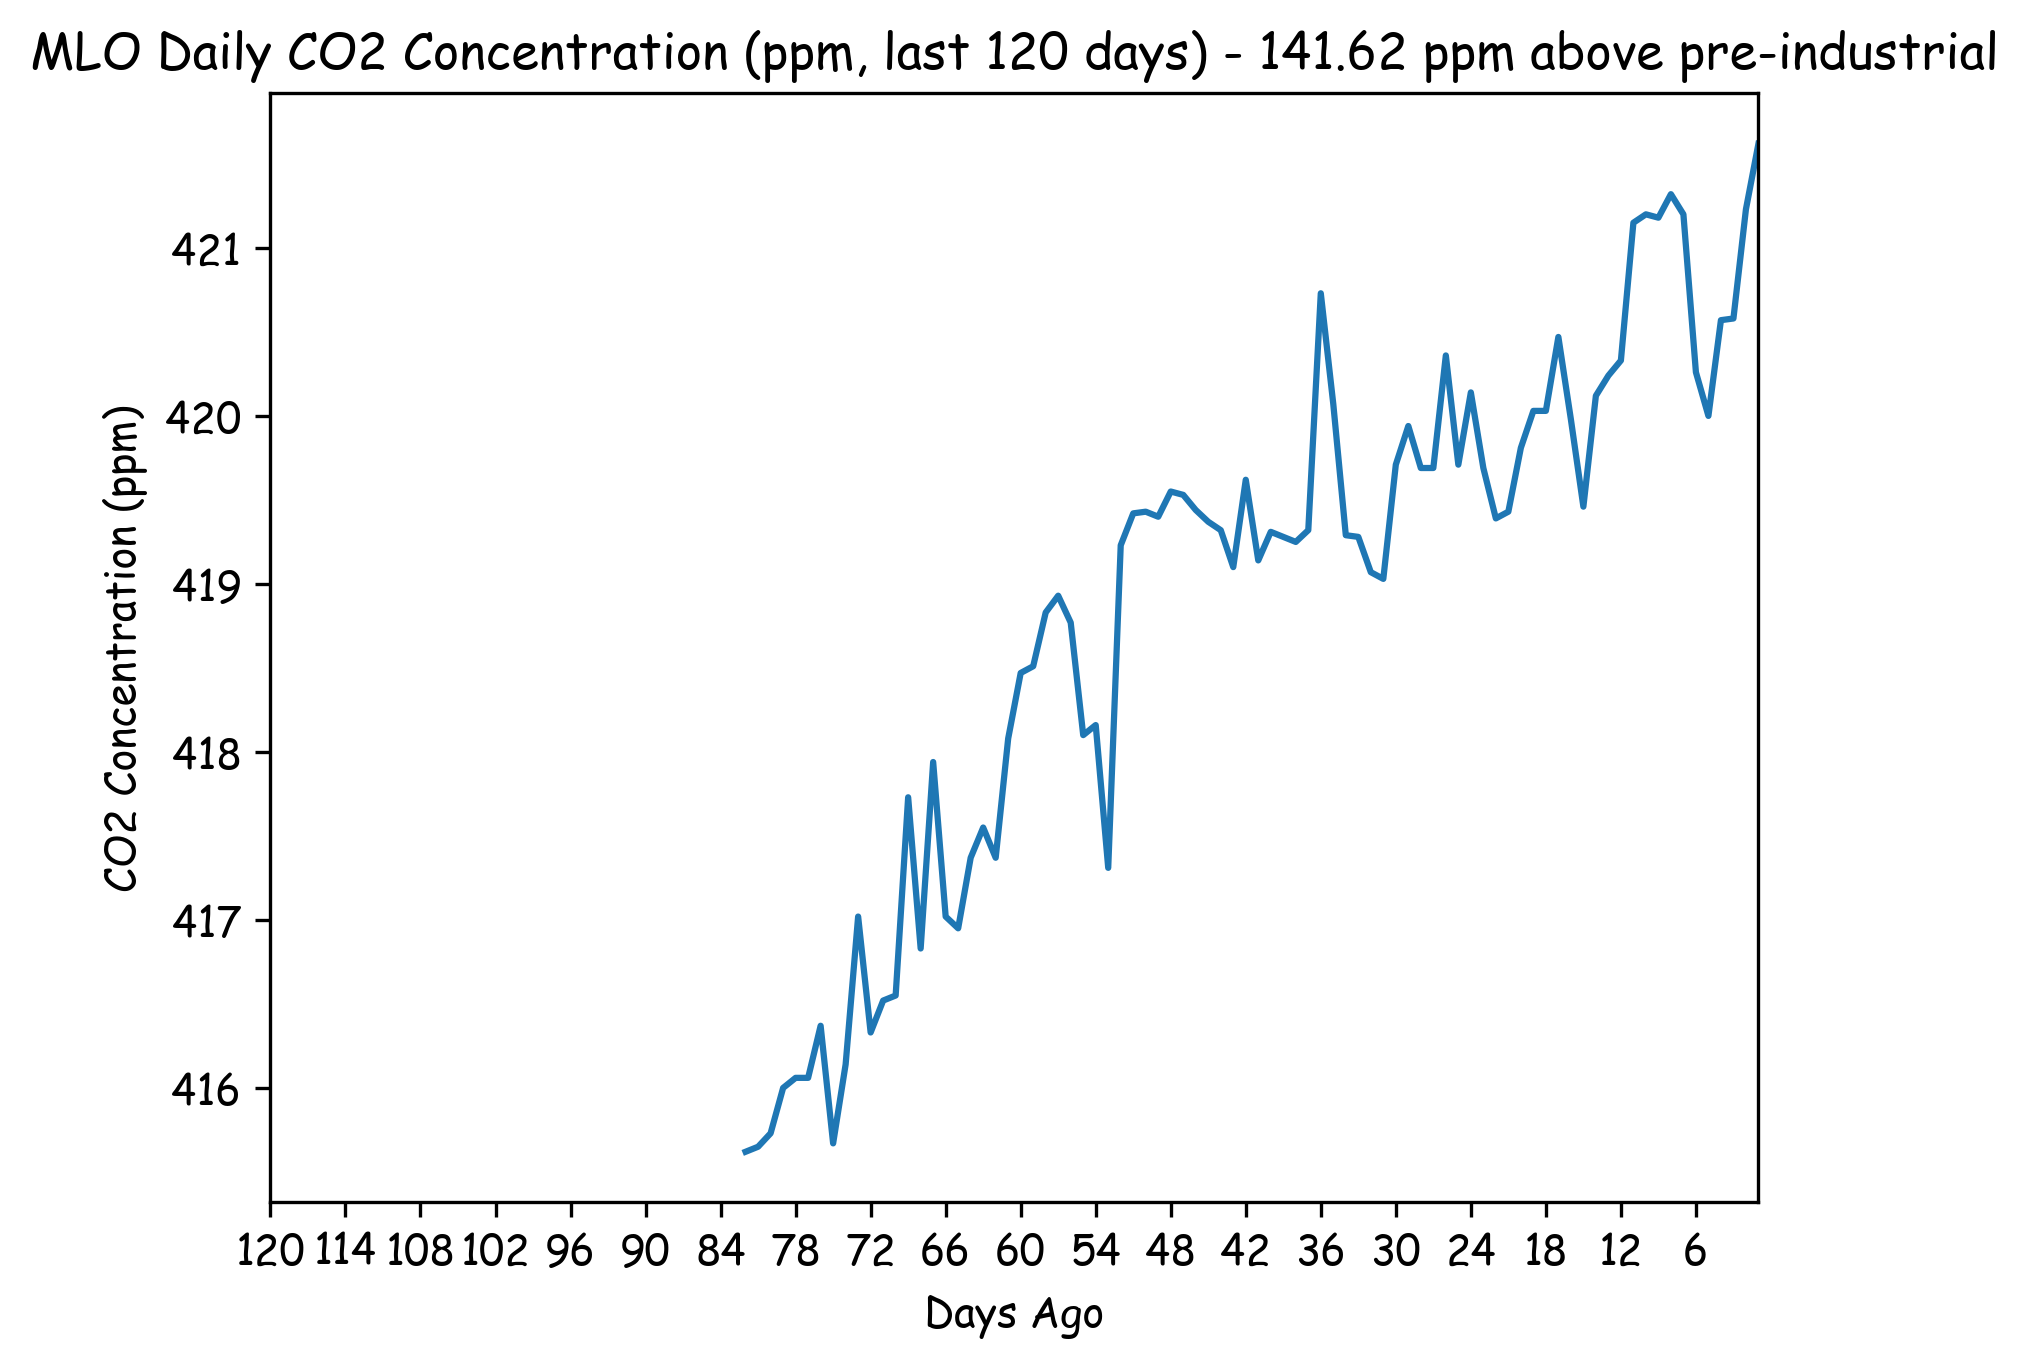 MLO Daily CO2 Concentration (ppm, last 120 days) - 141.62 ppm above pre-industrial
421
420
419
418
417
416
CO2 Concentration (ppm)
120 114 108 102 96 90 84 78 72 66 60 54 48 42 36 30 24 18 12 6
Days Ago